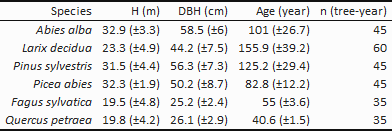 Species H (m) DBH (cm) Age (year) n (tree-year)
Abies alba 32.9 (±3.3) 58.5 (±6) 101 (±26.7) 45
Larix decidua 23.3 (±4.9) 44.2 (±7.5) 155.9 (±39.2) 60
Pinus sylvestris 31.5 (±4.4) 56.3 (±7.3) 125.2 (±29.4) 45
Picea abies 32.3 (±1.9) 50.2 (±8.7) 82.8 (±12.2) 45
Fagus sylvatica 19.5 (±4.8) 25.2 (±2.4) 55 (±3.6) 35
Quercus petraea 19.8 (±4.2) 26.1 (±2.9) 40.6 (±1.5) 35